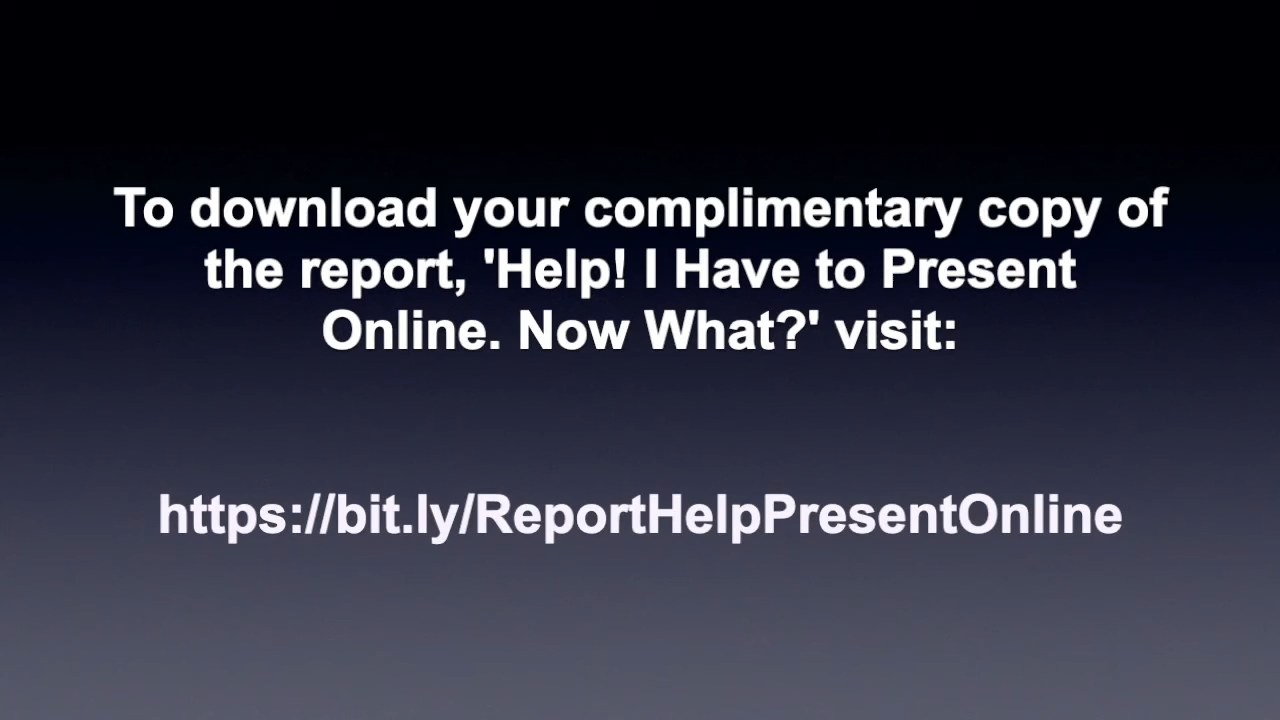 To download your complimentary copy of
the report, 'Help! I Have to Present
Online. Now What?' visit:
https://bit.ly/ReportHelpPresentOnline